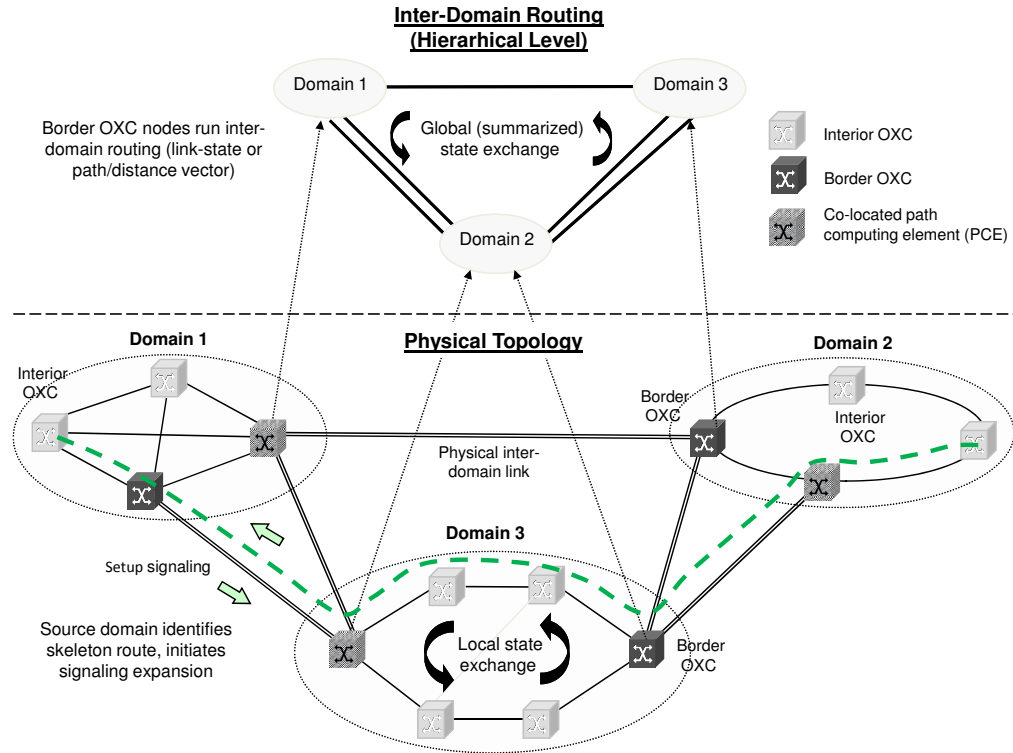 Inter-Domain Routing
(Hierarhical Level)
Domain 1
Domain 3
Border OXC nodes run inter-
domain routing (link-state or
path/distance vector)
Global (summarized)
state exchange
Domain 2
Interior OXC
Border OXC
Co-located path
computing element (PCE)
Domain 1
Physical Topology
Domain 2
Interior
OXC
Border
OXC
Interior
OXC
Physical inter-
domain link
Domain 3
Setup signaling
Source domain identifies
skeleton route, initiates
signaling expansion
Local state
exchange
Border
OXC